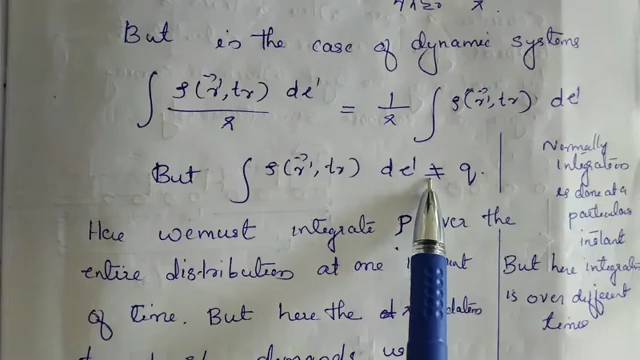 But is the case of dynamic systems
∫ ρ(r⃗', tr) / r dτ' = 1/r ∫ ρ(r⃗', tr) dτ'
But ∫ ρ(r⃗', tr) dτ' ≠ q.
Here we must integrate ρ over the
entire distribution at one
of time. But here the
demands
Normally
integration
is done at a
particular
instant
But here integration
is over different
times